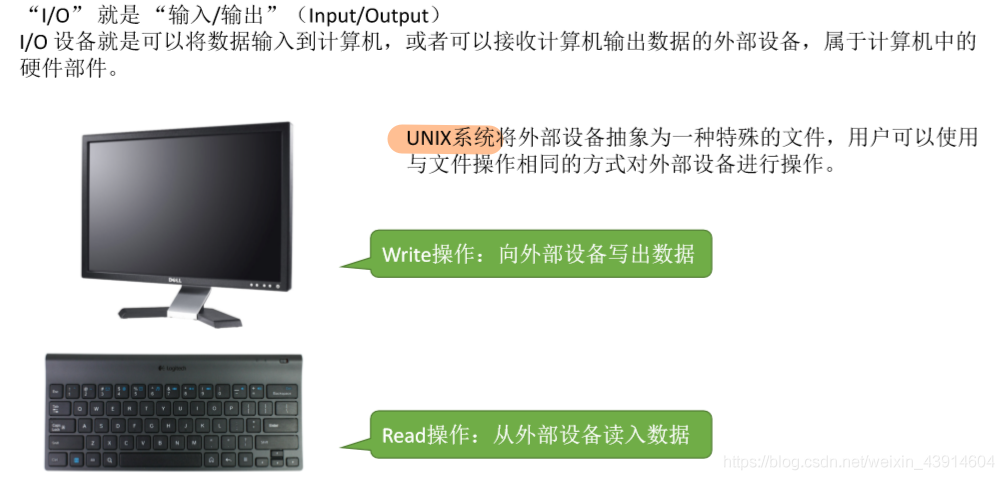 “I/O” 就是 “输入/输出”（Input/Output）
I/O 设备就是可以将数据输入到计算机，或者可以接收计算机输出数据的外部设备，属于计算机中的
硬件部件。
UNIX系统将外部设备抽象为一种特殊的文件，用户可以使用
与文件操作相同的方式对外部设备进行操作。
Write操作：向外部设备写出数据
DELL
Logitech
Read操作：从外部设备读入数据
https://blog.csdn.net/weixin_43914604